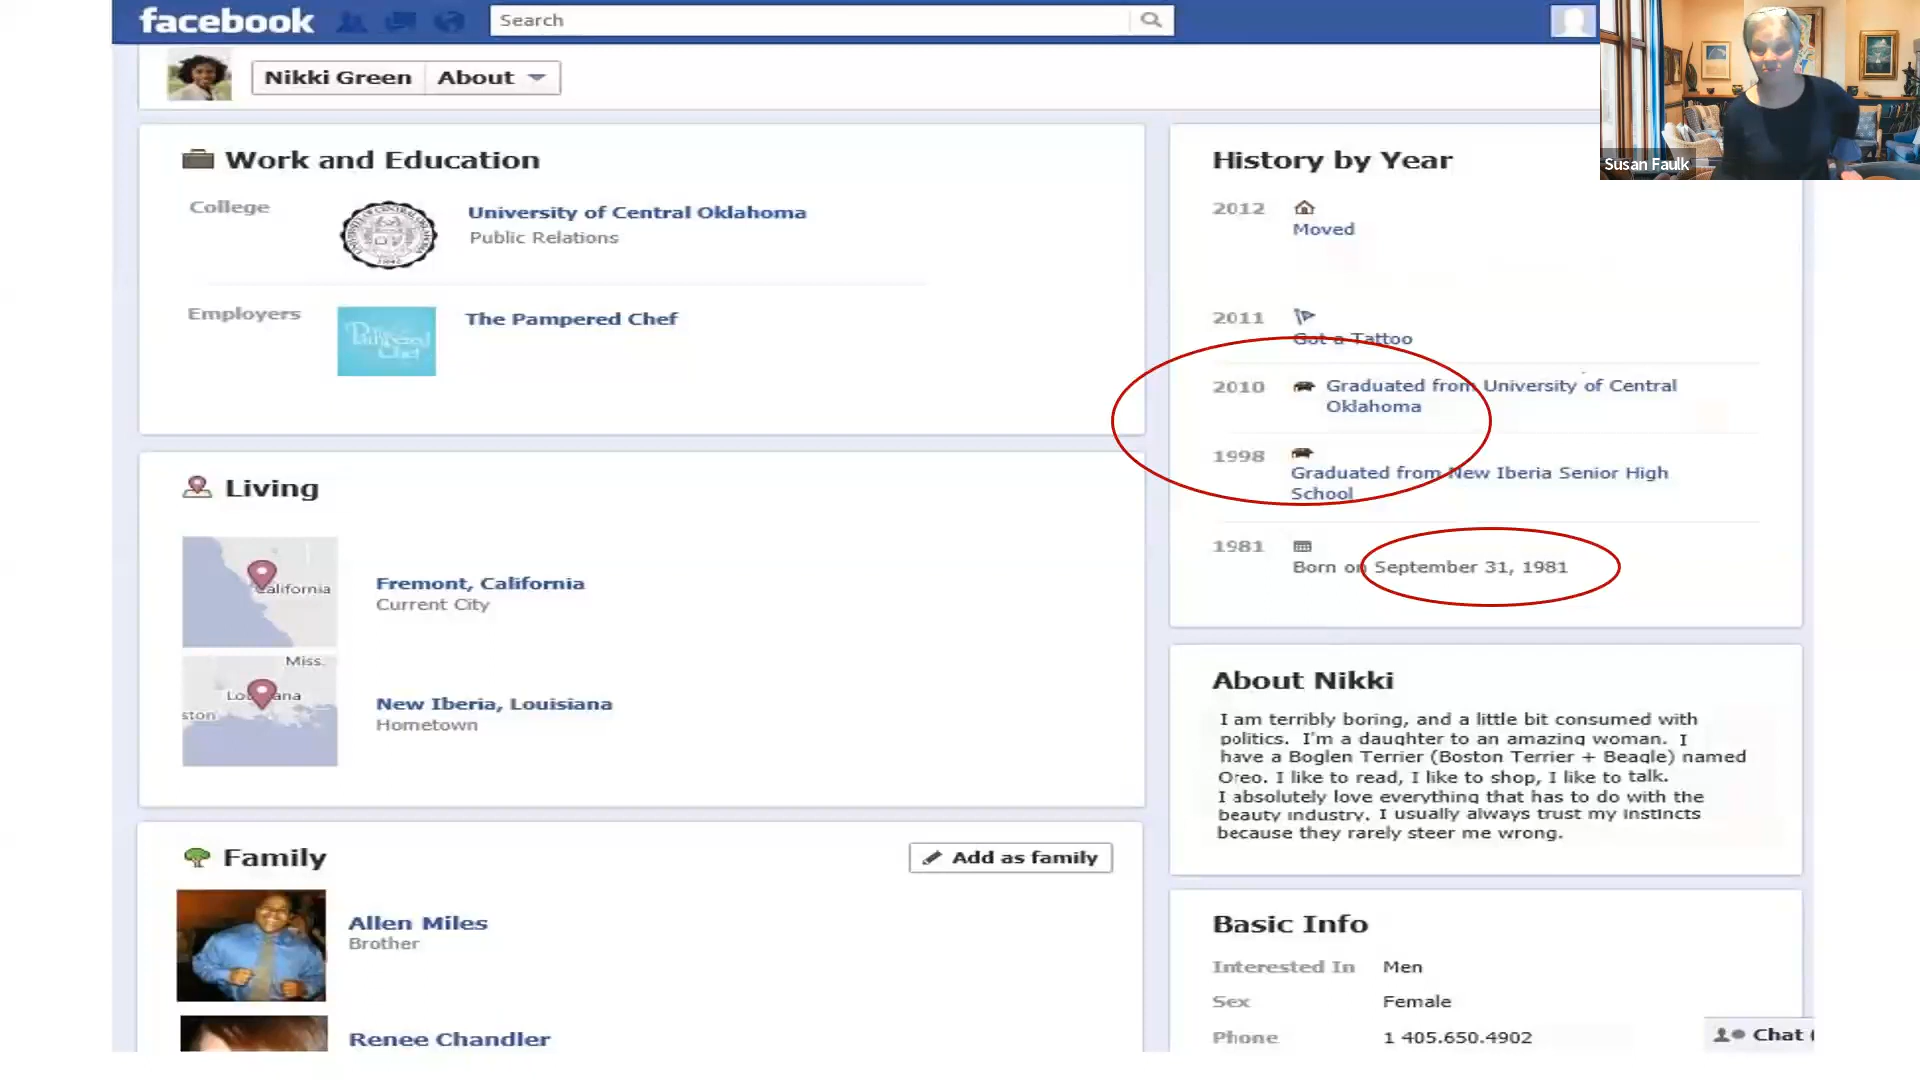 facebook
Search
Nikki Green
About
Susan Faulk
Work and Education
College
University of Central Oklahoma
Public Relations
Employers
The Pampered Chef
The Pampered Chef
Living
California
Fremont, California
Current City
Miss.
New Iberia, Louisiana
Hometown
ston
Family
Add as family
Allen Miles
Brother
Renee Chandler
History by Year
2012
Moved
2011
Got a Tattoo
2010
Graduated from University of Central
Oklahoma
1998
Graduated from New Iberia Senior High
School
1981
Born on September 31, 1981
About Nikki
I am terribly boring, and a little bit consumed with
politics. I'm a daughter to an amazing woman. I
have a Boglen Terrier (Boston Terrier + Beagle) named
Oreo. I like to read, I like to shop, I like to talk.
I absolutely love everything that has to do with the
beauty industry. I usually always trust my instincts
because they rarely steer me wrong.
Basic Info
Interested In Men
Sex Female
Phone 1 405.650.4902
Chat (